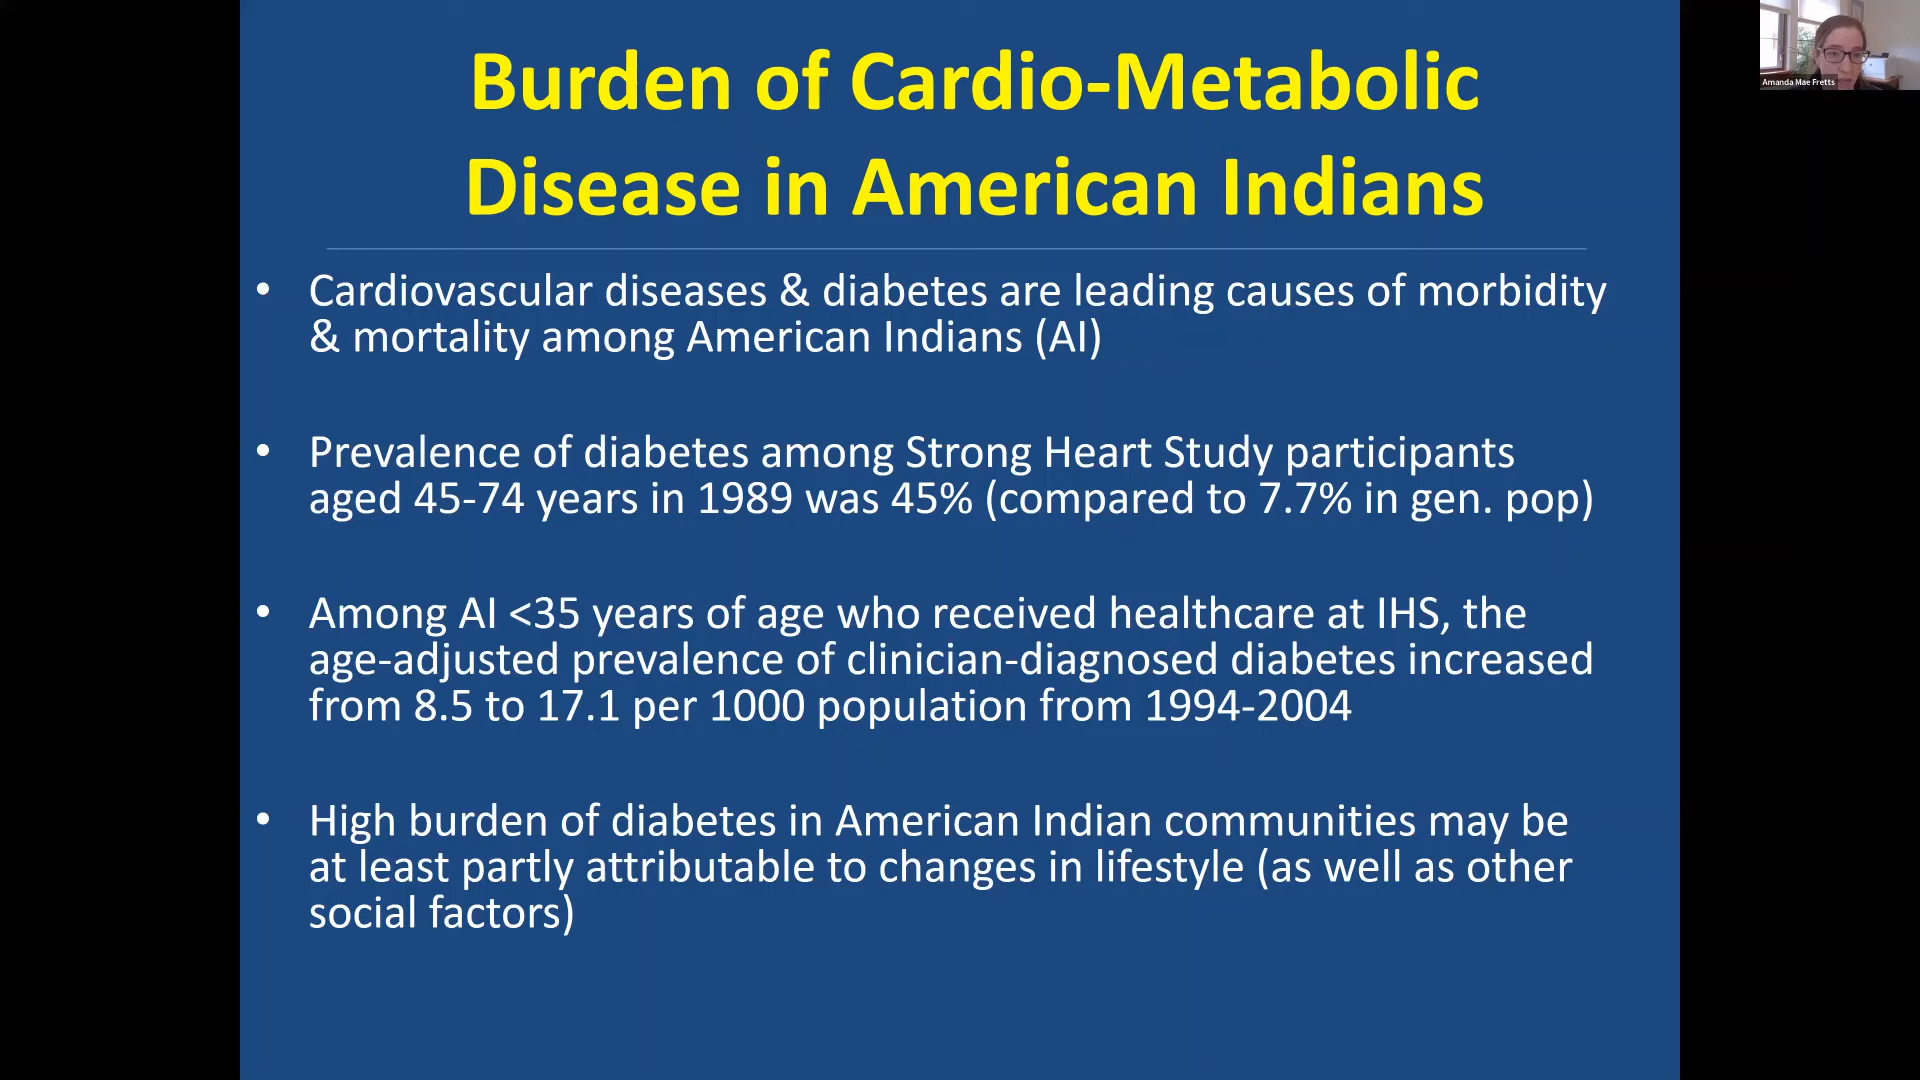 Burden of Cardio-Metabolic
Disease in American Indians
• Cardiovascular diseases & diabetes are leading causes of morbidity
& mortality among American Indians (AI)
• Prevalence of diabetes among Strong Heart Study participants
aged 45-74 years in 1989 was 45% (compared to 7.7% in gen. pop)
• Among AI <35 years of age who received healthcare at IHS, the
age-adjusted prevalence of clinician-diagnosed diabetes increased
from 8.5 to 17.1 per 1000 population from 1994-2004
• High burden of diabetes in American Indian communities may be
at least partly attributable to changes in lifestyle (as well as other
social factors)
Amanda Mae Fretts